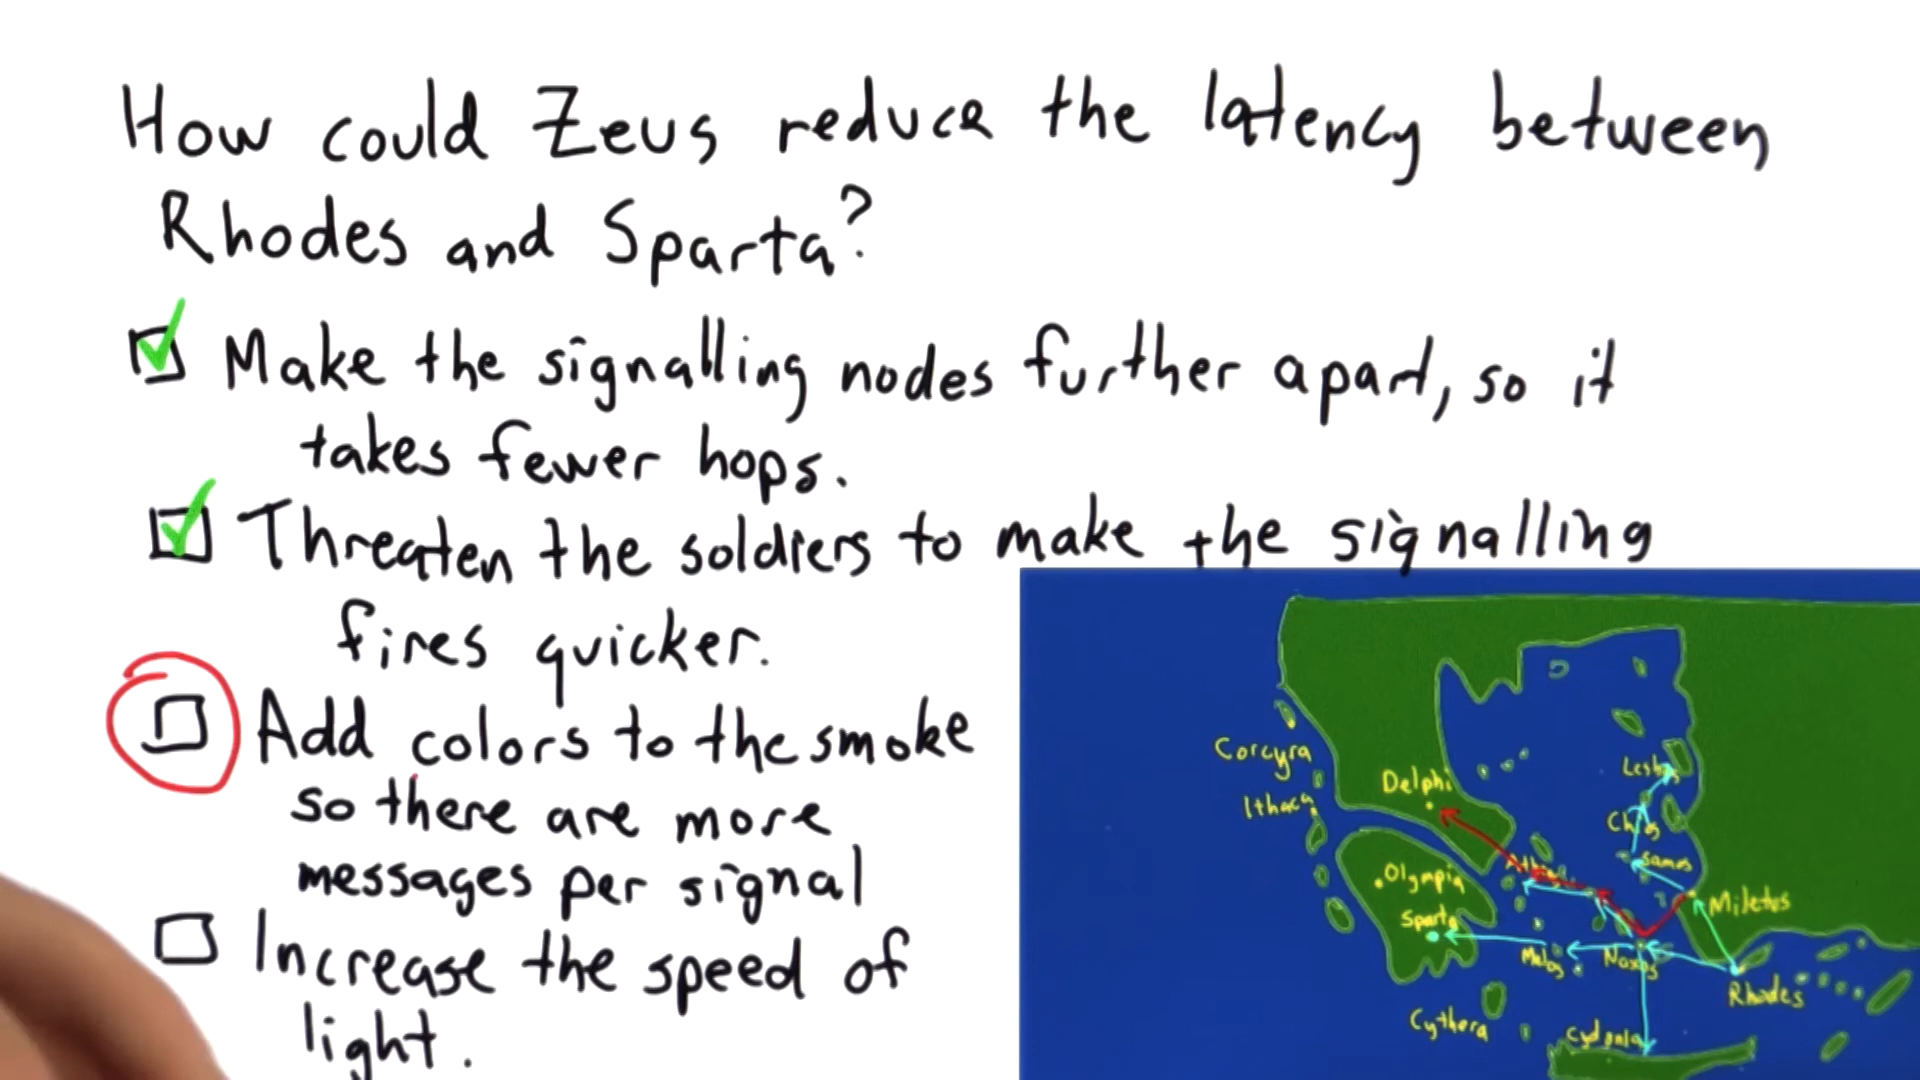 How could Zeus reduce the latency between
Rhodes and Sparta?
Make the signalling nodes further apart, so it
takes fewer hops.
Threaten the soldiers to make the signalling
fires quicker.
Add colors to the smoke
so there are more
messages per signal
Increase the speed of
light.
Corcyra
Ithaca
Delphi
Lesbos
Chios
Samos
Olympia
Athens
Sparta
Miletus
Melos
Naxos
Rhodes
Cythera
Cydonia